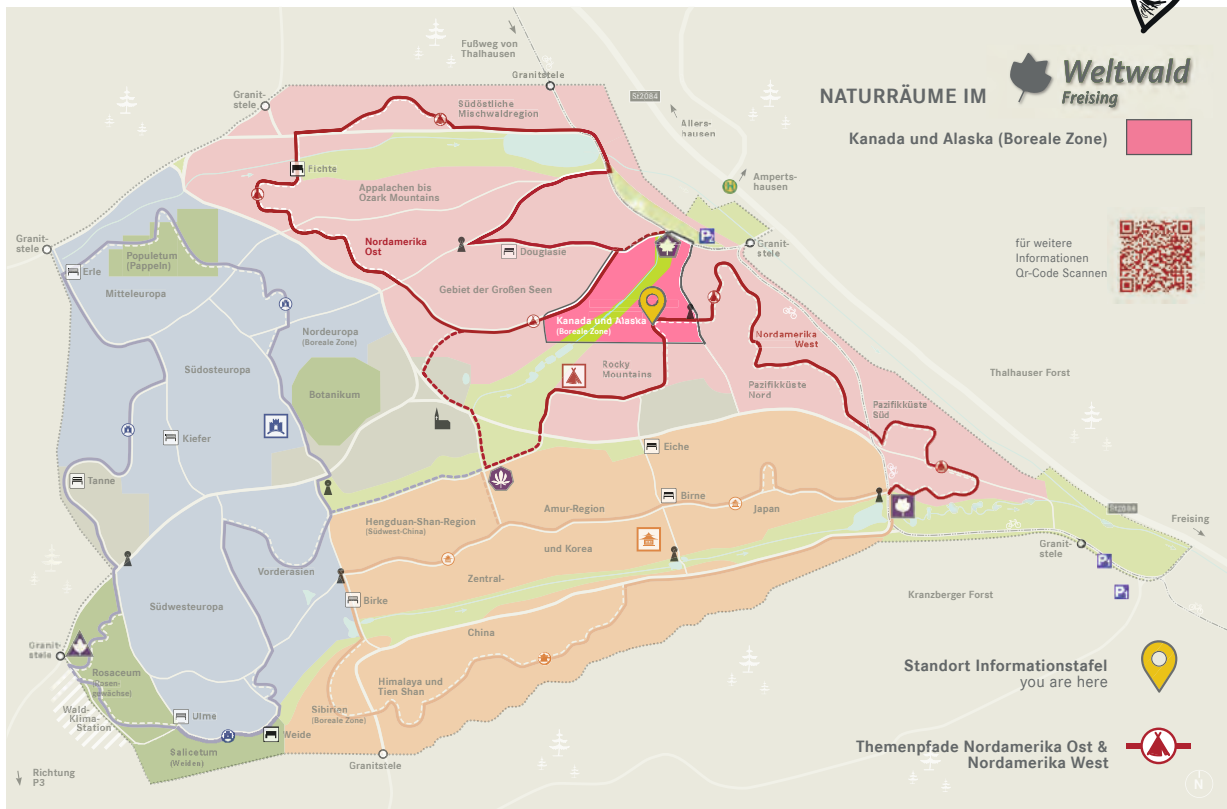 Fußweg von
Thalhausen
Granitstele
Granit-
stele
Südöstliche
Mischwaldregion
St2084
Allers-
hausen
NATURRÄUME IM
Weltwald
Freising
Kanada und Alaska (Boreale Zone)
H
Ampertshausen
Fichte
Appalachen bis
Ozark Mountains
Granit-
stele
Nordamerika
Ost
Douglasie
P2
Granit-
stele
für weitere
Informationen
Qr-Code Scannen
Populetum
(Pappeln)
Erle
Mitteleuropa
Gebiet der Großen Seen
Nordeuropa
(Boreale Zone)
Kanada und Alaska
(Boreale Zone)
Nordamerika
West
Südosteuropa
Rocky
Mountains
Thalhauser Forst
Botanikum
Pazifikküste
Nord
Pazifikküste
Süd
Kiefer
Eiche
Tanne
Birne
Amur-Region
Japan
Hengduan-Shan-Region
(Südwest-China)
St2084
Freising
und Korea
Granit-
stele
P1
Vorderasien
Zentral-
P1
Südwesteuropa
Birke
Kranzberger Forst
China
Granit-
stele
Rosaceum
(Rosen-
gewächse)
Himalaya und
Tien Shan
Standort Informationstafel
you are here
Wald-
Klima-
Station
Ulme
Sibirien
(Boreale Zone)
Weide
Salicetum
(Weiden)
Granitstele
Themenpfade Nordamerika Ost &
Nordamerika West
Richtung
P3
N